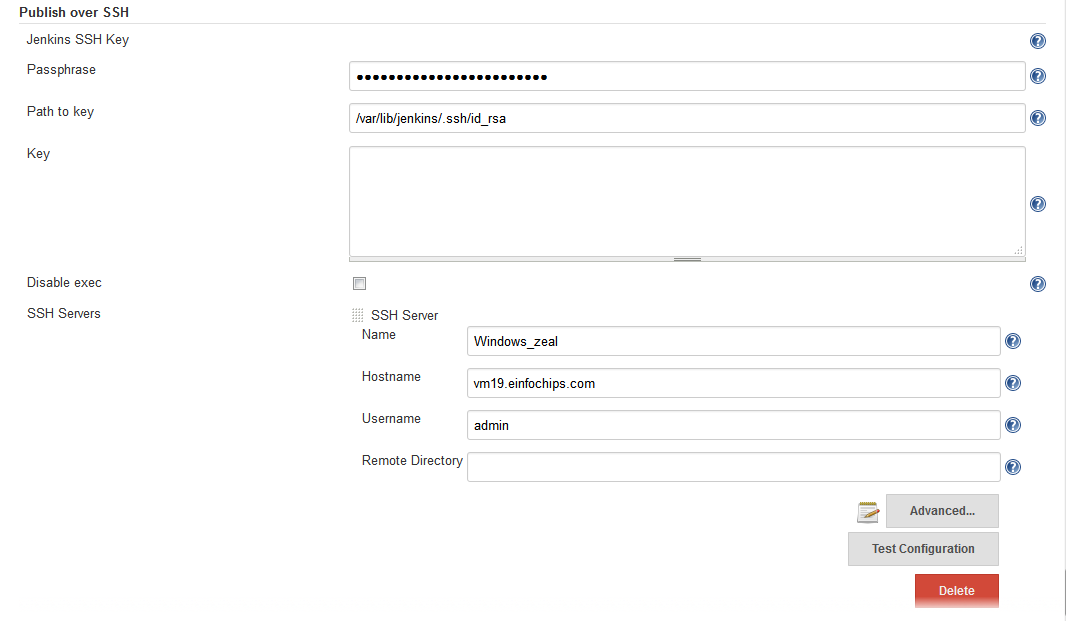 Publish over SSH
Jenkins SSH Key
Passphrase
••••••••••••••••••••••••
Path to key
/var/lib/jenkins/.ssh/id_rsa
Key
Disable exec
SSH Servers
SSH Server
Name
Windows_zeal
Hostname
vm19.einfochips.com
Username
admin
Remote Directory
Advanced...
Test Configuration
Delete